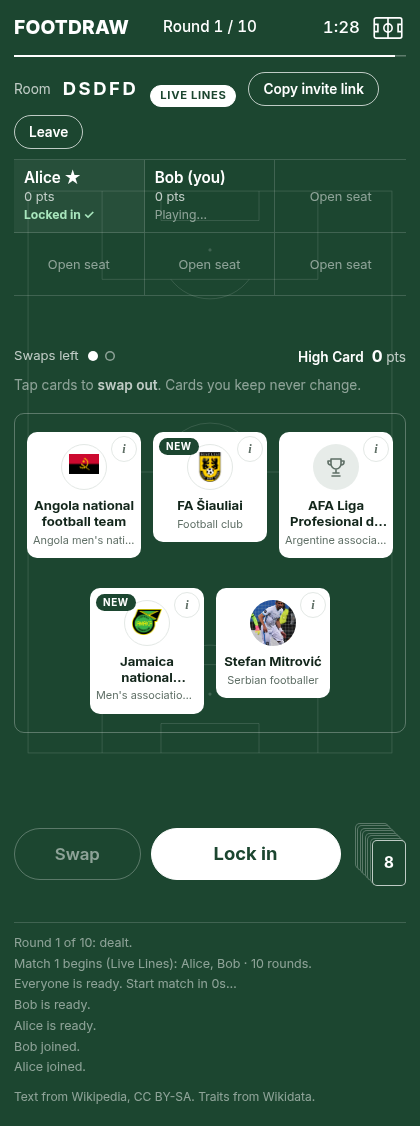 FOOTDRAW Round 1 / 10 1:28
Room DSDFD LIVE LINES Copy invite link
Leave
Alice ★ Bob (you)
0 pts 0 pts Open seat
Locked in ✓ Playing...
Open seat Open seat Open seat
Swaps left High Card 0 pts
Tap cards to swap out. Cards you keep never change.
i NEW i i
Angola national FA Šiauliai AFA Liga
football team Football club Profesional d...
Angola men's nati... Argentine associa...
NEW i i
Jamaica Stefan Mitrović
national... Serbian footballer
Men's associatio...
Swap Lock in 8
Round 1 of 10: dealt.
Match 1 begins (Live Lines): Alice, Bob · 10 rounds.
Everyone is ready. Start match in 0s...
Bob is ready.
Alice is ready.
Bob joined.
Alice joined.
Text from Wikipedia, CC BY-SA. Traits from Wikidata.